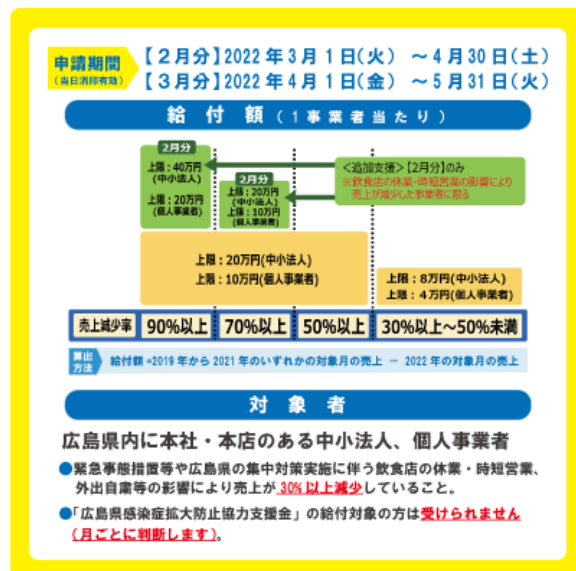 申請期間
(当日消印有効)
【2月分】2022年3月1日(火) ～4月30日(土)
【3月分】2022年4月1日(金) ～5月31日(火)
給付額(1事業者当たり)
2月分
上限：40万円
(中小法人)
上限：20万円
(個人事業者)
2月分
上限：20万円
(中小法人)
上限：10万円
(個人事業者)
<追加支援>【2月分】のみ
※飲食店の休業・時短営業の影響により
売上が減少した事業者に限る
上限：20万円(中小法人)
上限：10万円(個人事業者)
上限：8万円(中小法人)
上限：4万円(個人事業者)
売上減少率 90%以上 70%以上 50%以上 30%以上～50%未満
算出
方法
給付額=2019年から2021年のいずれかの対象月の売上 － 2022年の対象月の売上
対象者
広島県内に本社・本店のある中小法人、個人事業者
●緊急事態措置等や広島県の集中対策実施に伴う飲食店の休業・時短営業、
外出自粛等の影響により売上が30%以上減少していること。
●「広島県感染症拡大防止協力支援金」の給付対象の方は受けられません
(月ごとに判断します)。